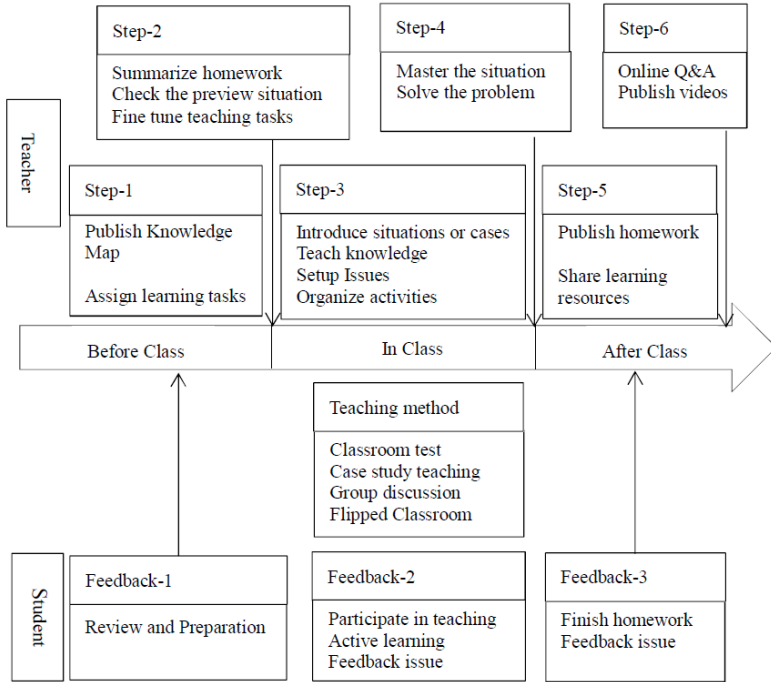 Step-2
Summarize homework
Check the preview situation
Fine tune teaching tasks
Step-4
Master the situation
Solve the problem
Step-6
Online Q&A
Publish videos
Teacher
Step-1
Publish Knowledge
Map
Assign learning tasks
Step-3
Introduce situations or cases
Teach knowledge
Setup Issues
Organize activities
Step-5
Publish homework
Share learning
resources
Before Class
In Class
After Class
Teaching method
Classroom test
Case study teaching
Group discussion
Flipped Classroom
Student
Feedback-1
Review and Preparation
Feedback-2
Participate in teaching
Active learning
Feedback issue
Feedback-3
Finish homework
Feedback issue